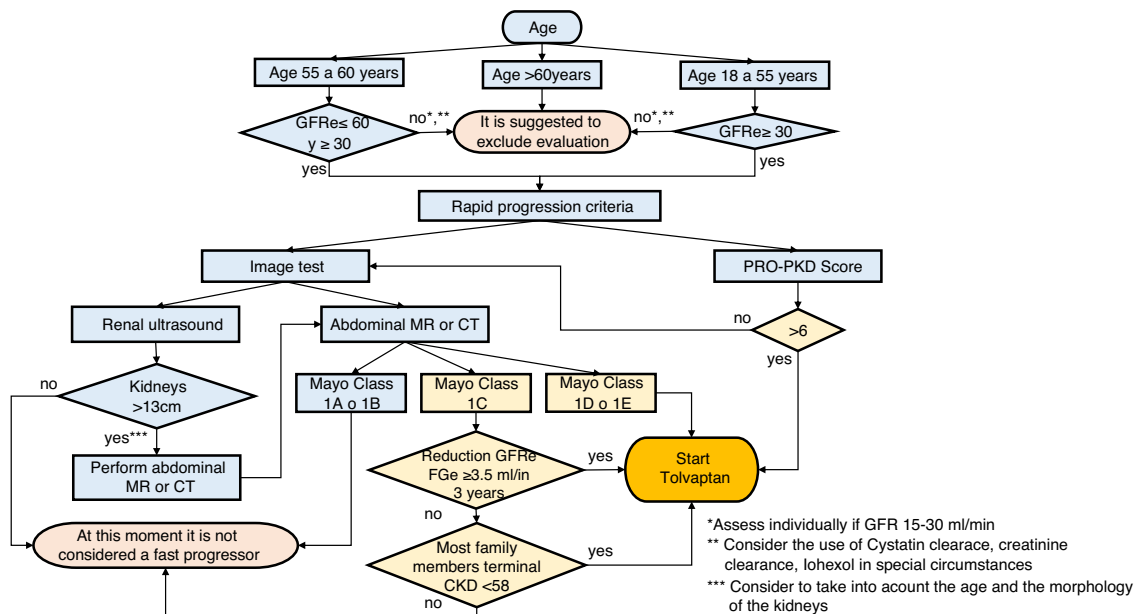 Age
Age 55 a 60 years
Age >60years
Age 18 a 55 years
GFRe≤ 60
y ≥ 30
no*,**
It is suggested to
exclude evaluation
no*,**
GFRe≥ 30
yes
yes
Rapid progression criteria
Image test
PRO-PKD Score
Renal ultrasound
Abdominal MR or CT
no
>6
yes
no
Kidneys
>13cm
Mayo Class
1A o 1B
Mayo Class
1C
Mayo Class
1D o 1E
yes***
Perform abdominal
MR or CT
Reduction GFRe
FGe ≥3.5 ml/in
3 years
yes
Start
Tolvaptan
no
At this moment it is not
considered a fast progressor
Most family
members terminal
CKD <58
yes
no
*Assess individually if GFR 15-30 ml/min
** Consider the use of Cystatin clearace, creatinine
clearance, Iohexol in special circumstances
*** Consider to take into acount the age and the morphology
of the kidneys